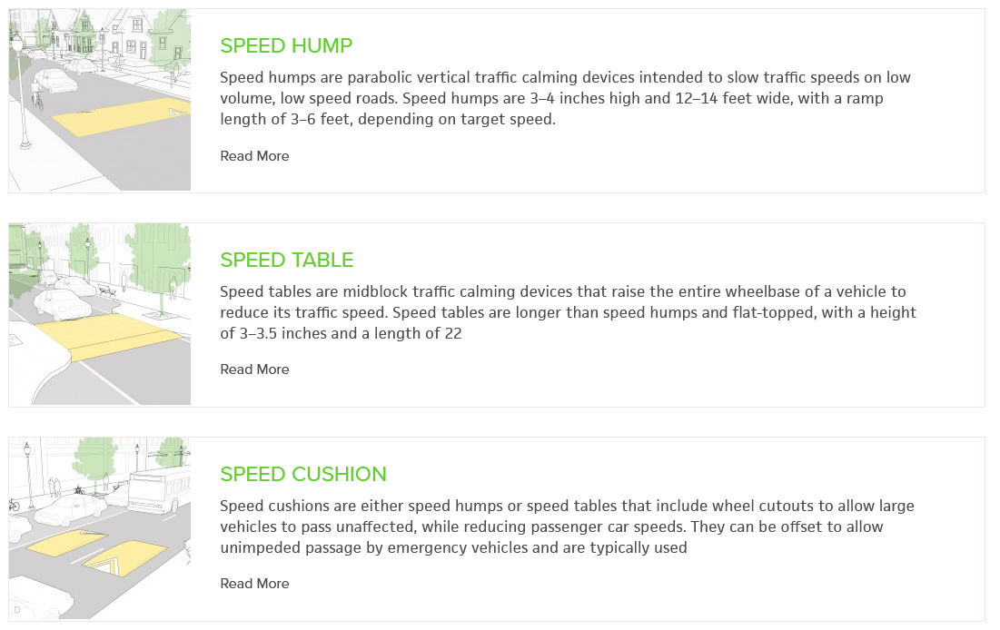 SPEED HUMP
Speed humps are parabolic vertical traffic calming devices intended to slow traffic speeds on low
volume, low speed roads. Speed humps are 3–4 inches high and 12–14 feet wide, with a ramp
length of 3–6 feet, depending on target speed.
Read More
SPEED TABLE
Speed tables are midblock traffic calming devices that raise the entire wheelbase of a vehicle to
reduce its traffic speed. Speed tables are longer than speed humps and flat-topped, with a height
of 3–3.5 inches and a length of 22
Read More
SPEED CUSHION
Speed cushions are either speed humps or speed tables that include wheel cutouts to allow large
vehicles to pass unaffected, while reducing passenger car speeds. They can be offset to allow
unimpeded passage by emergency vehicles and are typically used
Read More